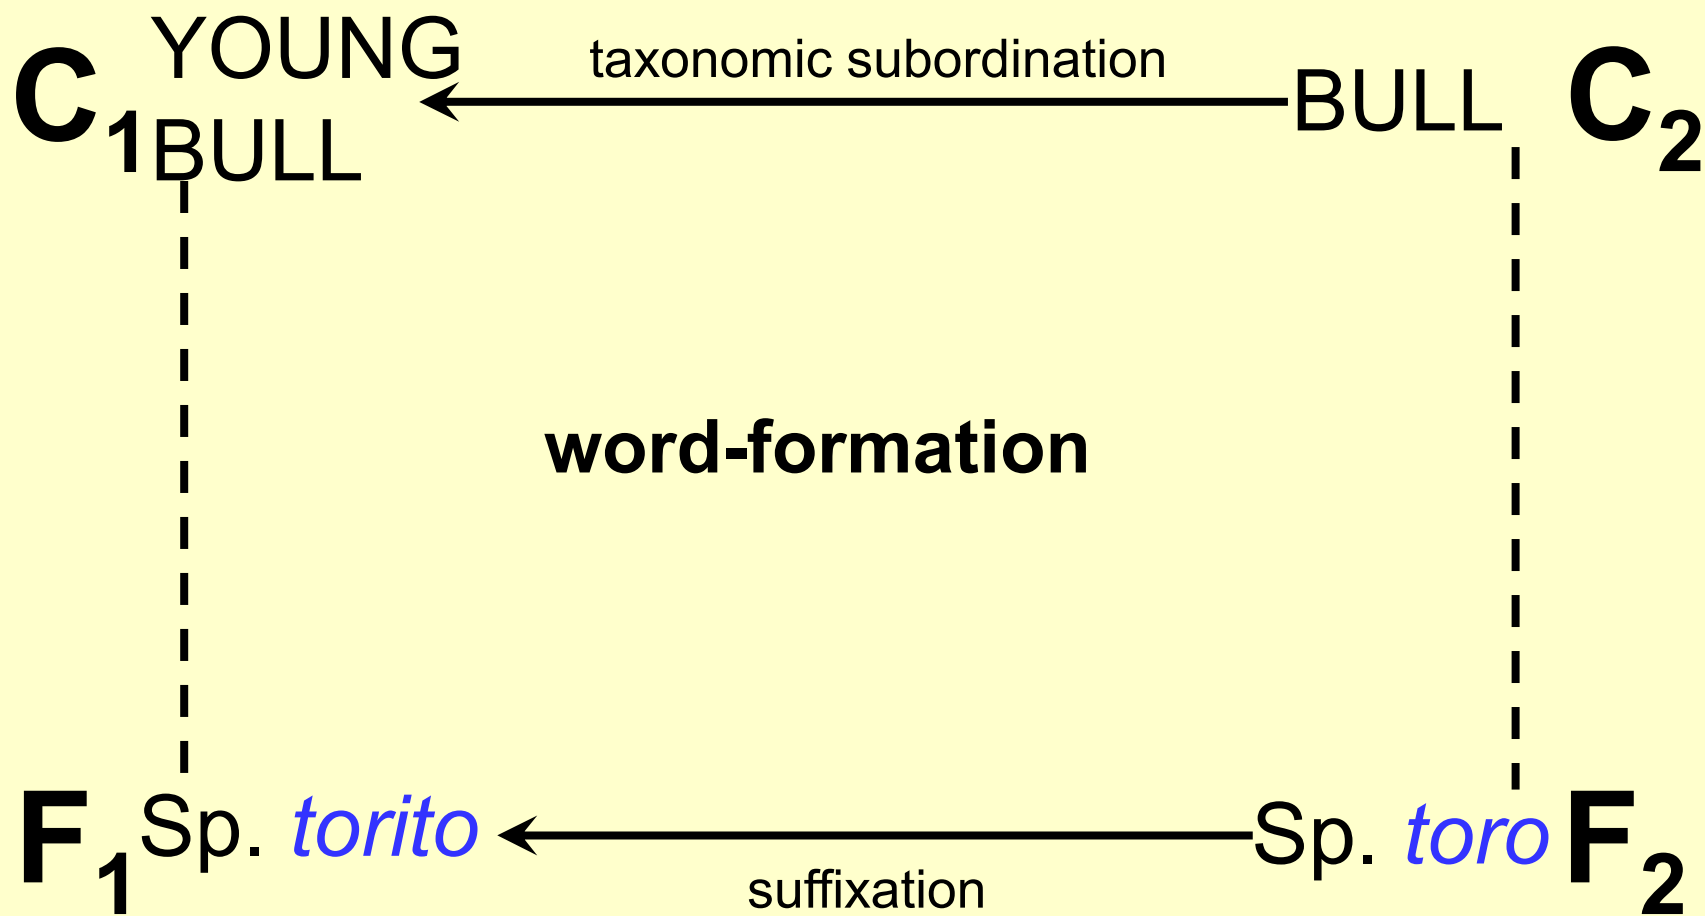 C1 YOUNG BULL
taxonomic subordination
BULL C2
word-formation
F1 Sp. torito
Sp. toro F2
suffixation